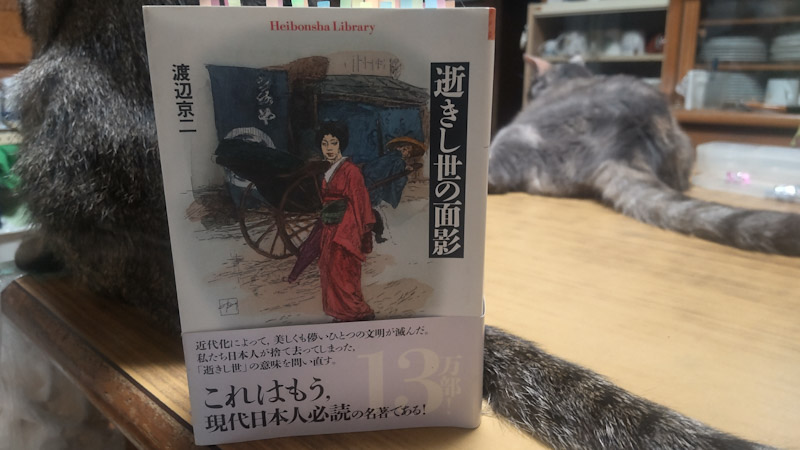 Heibonsha Library
逝きし世の面影
渡辺京二
近代化によって、美しくも儚いひとつの文明が滅んだ。
私たち日本人が捨て去ってしまった、
「逝きし世」の意味を問い直す。
13万部!
これはもう、
現代日本人必読の名著である!